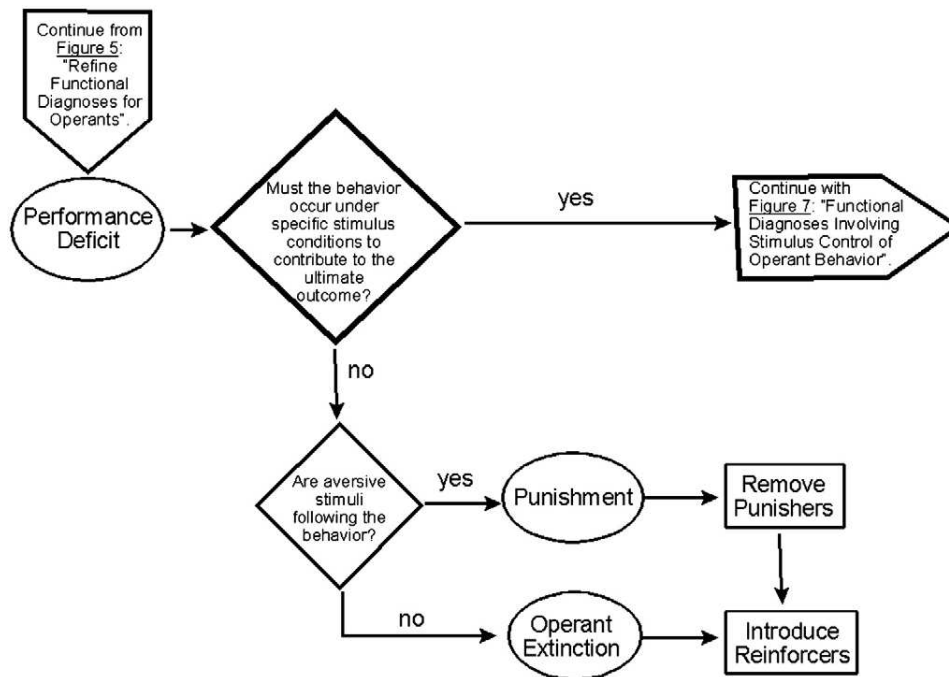 Continue from
Figure 5:
"Refine
Functional
Diagnoses for
Operants".
Performance
Deficit
Must the behavior
occur under
specific stimulus
conditions to
contribute to the
ultimate
outcome?
yes
Continue with
Figure 7: "Functional
Diagnoses Involving
Stimulus Control of
Operant Behavior".
no
Are aversive
stimuli
following the
behavior?
yes
Punishment
Remove
Punishers
no
Operant
Extinction
Introduce
Reinforcers